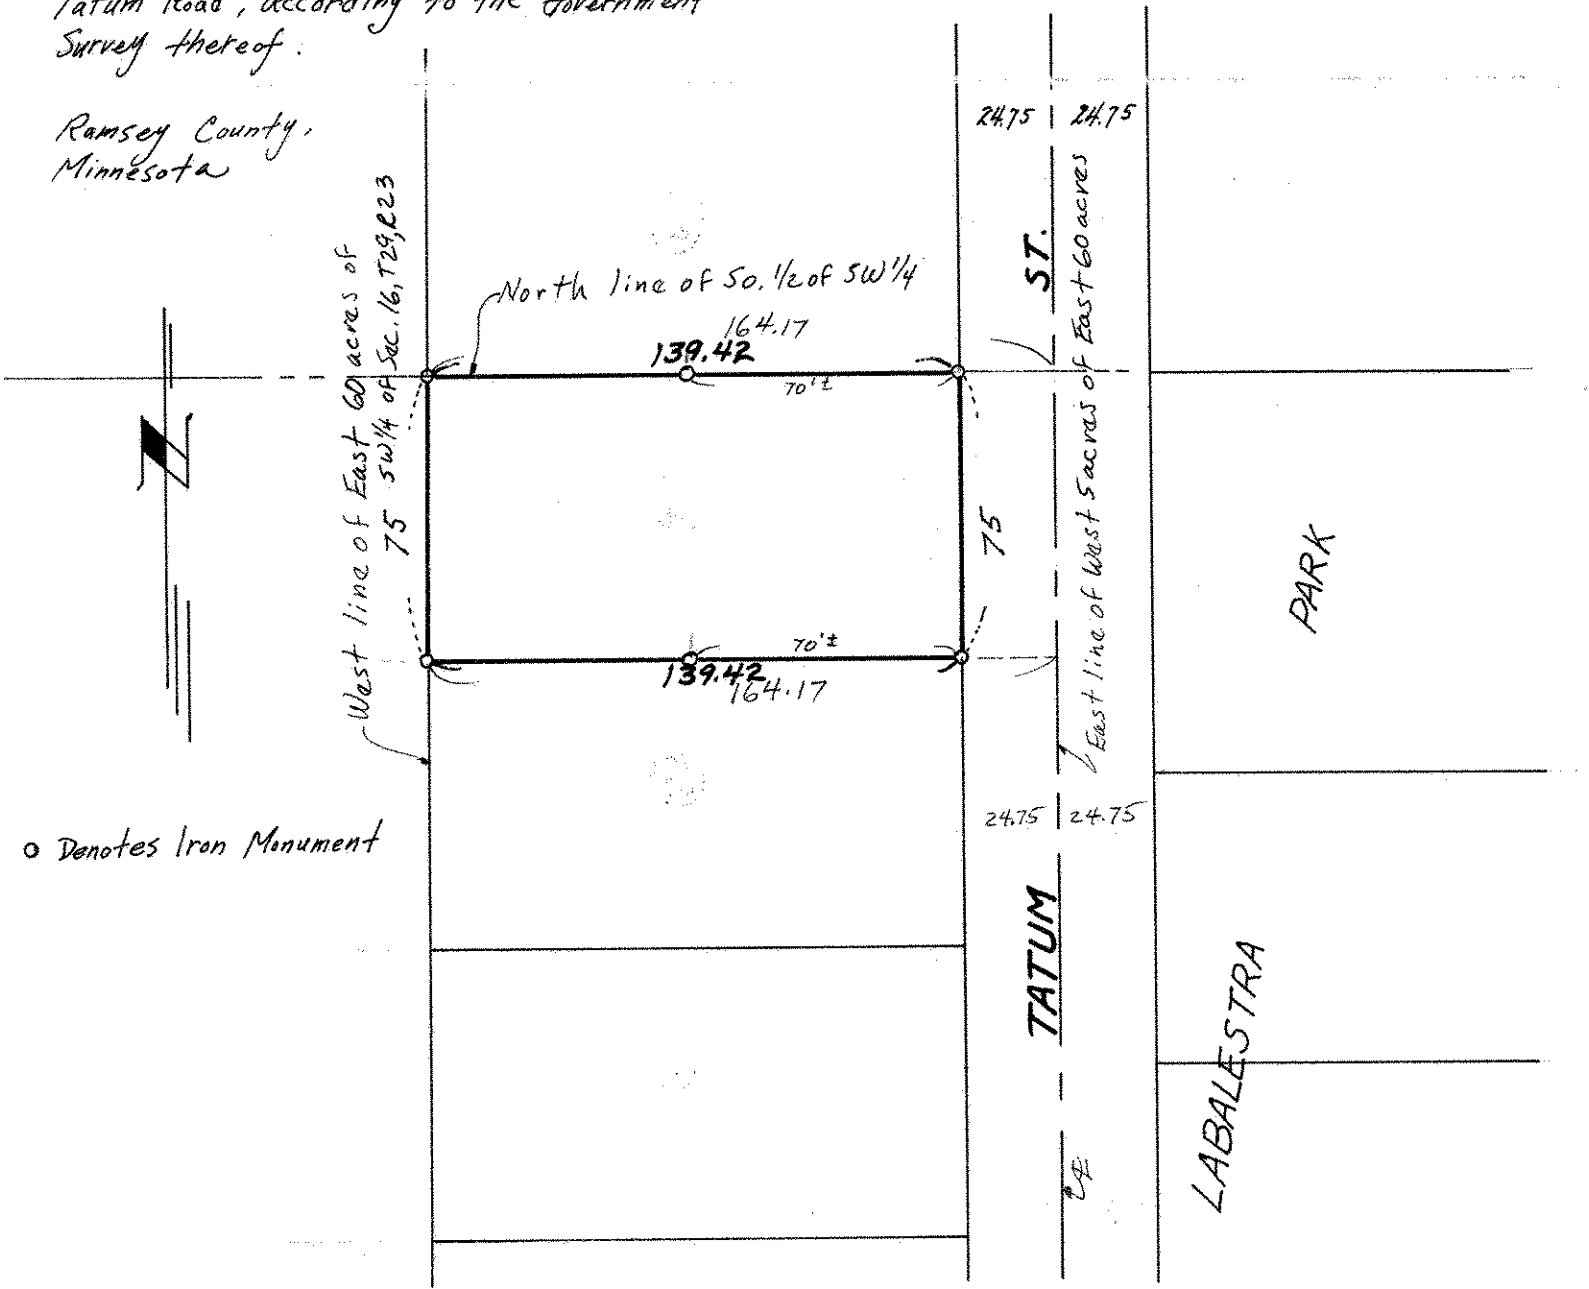 Tatum Road, according to the Government
Survey thereof.
Ramsey County,
Minnesota
24.75
24.75
West line of East 60 acres of
SW 1/4 of Sec. 16, T29, R23
North line of So. 1/2 of SW 1/4
164.17
139.42
70'±
75
75
70'±
139.42
164.17
ST.
East line of West 5 acres of East 60 acres
PARK
24.75
24.75
o Denotes Iron Monument
TATUM
LABALESTRA